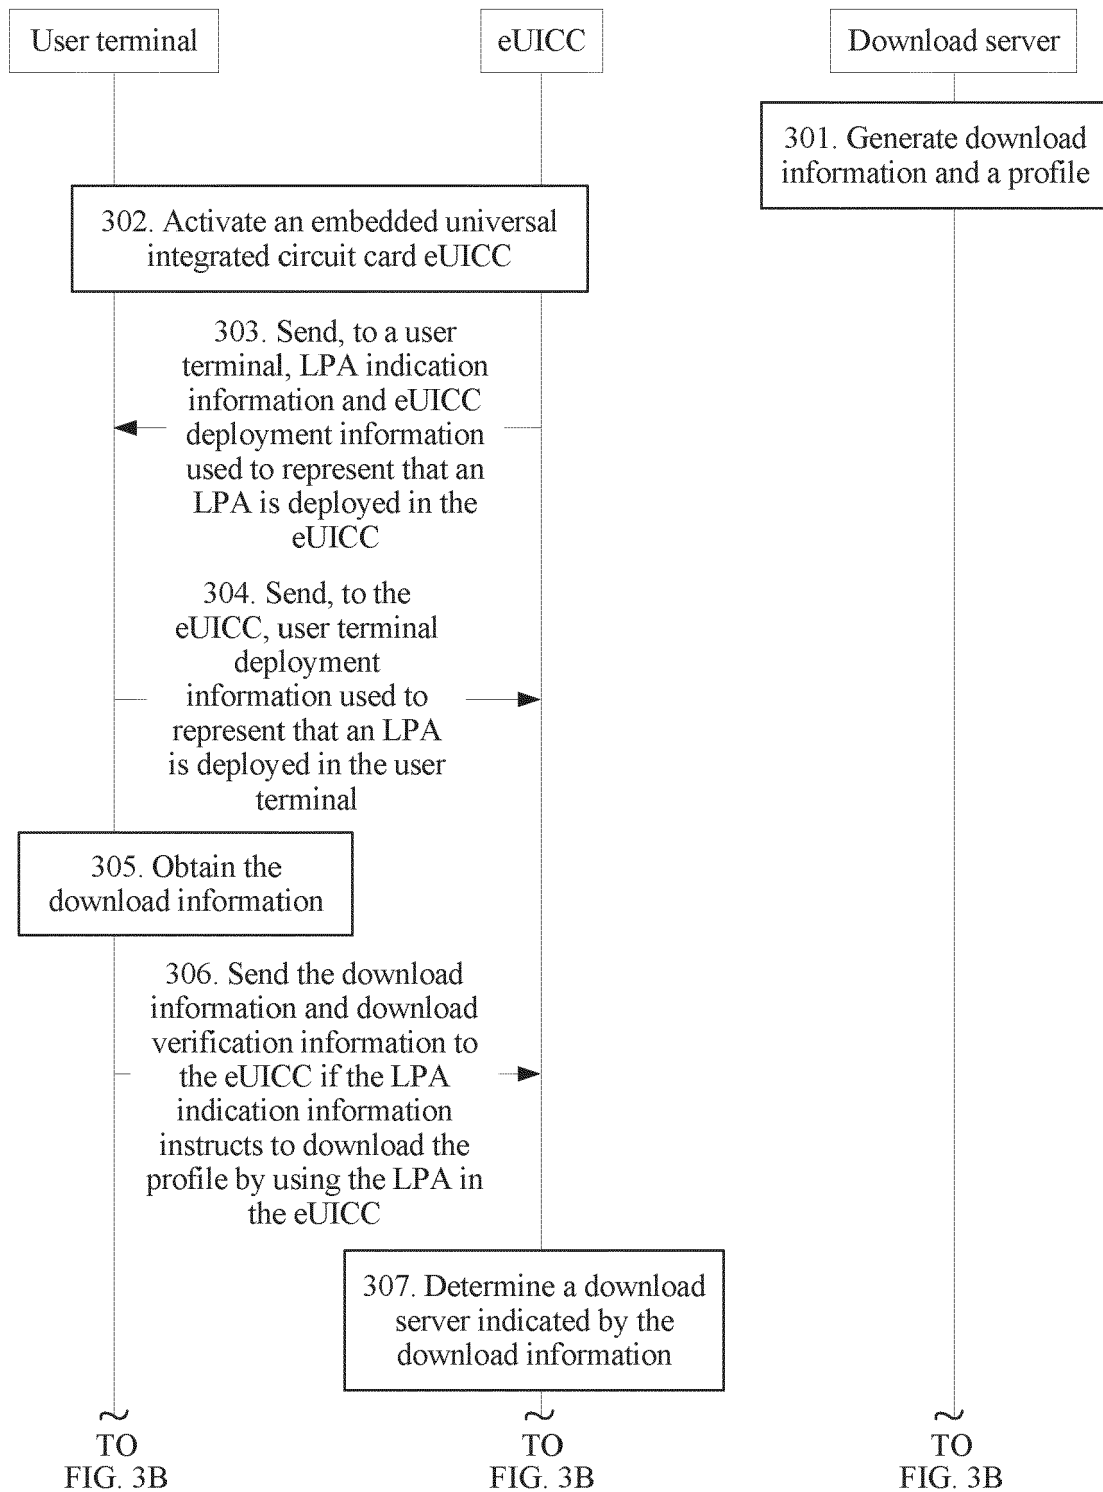 User terminal
eUICC
Download server
301. Generate download
information and a profile
302. Activate an embedded universal
integrated circuit card eUICC
303. Send, to a user
terminal, LPA indication
information and eUICC
deployment information
used to represent that an
LPA is deployed in the
eUICC
304. Send, to the
eUICC, user terminal
deployment
information used to
represent that an LPA
is deployed in the user
terminal
305. Obtain the
download information
306. Send the download
information and download
verification information to
the eUICC if the LPA
indication information
instructs to download the
profile by using the LPA in
the eUICC
307. Determine a download
server indicated by the
download information
TO
FIG. 3B
TO
FIG. 3B
TO
FIG. 3B